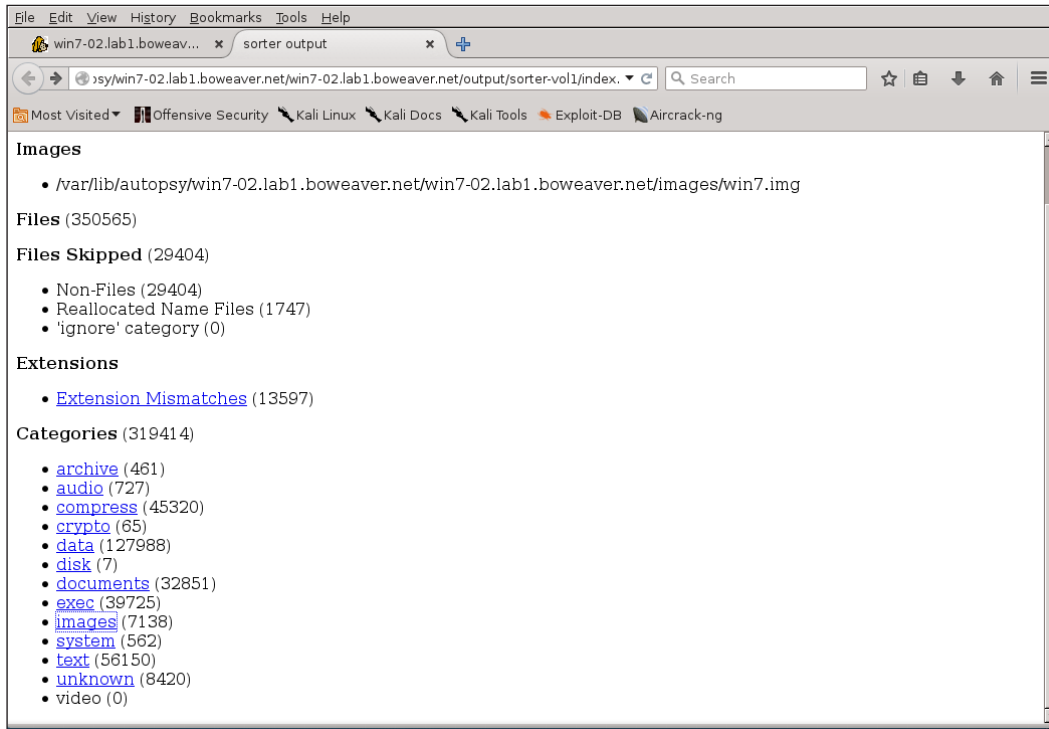 File Edit View History Bookmarks Tools Help
win7-02.lab1.boweav... × sorter output ×
osy/win7-02.lab1.boweaver.net/win7-02.lab1.boweaver.net/output/sorter-vol1/index. Search
Most Visited Offensive Security Kali Linux Kali Docs Kali Tools Exploit-DB Aircrack-ng
Images
• /var/lib/autopsy/win7-02.lab1.boweaver.net/win7-02.lab1.boweaver.net/images/win7.img
Files (350565)
Files Skipped (29404)
• Non-Files (29404)
• Reallocated Name Files (1747)
• 'ignore' category (0)
Extensions
• Extension Mismatches (13597)
Categories (319414)
• archive (461)
• audio (727)
• compress (45320)
• crypto (65)
• data (127988)
• disk (7)
• documents (32851)
• exec (39725)
• images (7138)
• system (562)
• text (56150)
• unknown (8420)
• video (0)